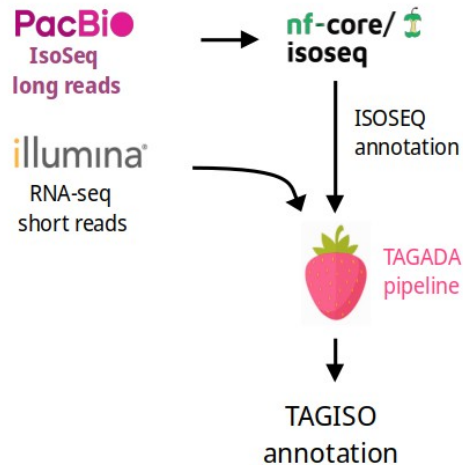 PacBio
IsoSeq
long reads
nf-core/
isoseq
ISOSEQ
annotation
illumina®
RNA-seq
short reads
TAGADA
pipeline
TAGISO
annotation